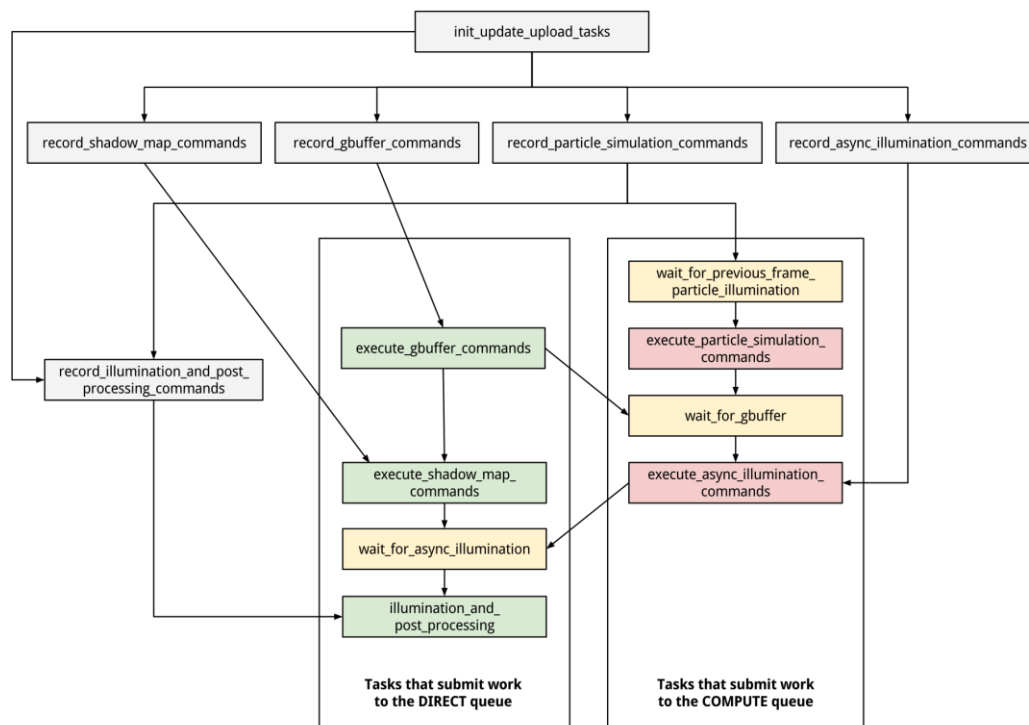 init_update_upload_tasks
record_shadow_map_commands
record_gbuffer_commands
record_particle_simulation_commands
record_async_illumination_commands
wait_for_previous_frame_
particle_illumination
execute_gbuffer_commands
execute_particle_simulation_
commands
record_illumination_and_post_
processing_commands
wait_for_gbuffer
execute_shadow_map_
commands
execute_async_illumination_
commands
wait_for_async_illumination
illumination_and_
post_processing
Tasks that submit work
to the DIRECT queue
Tasks that submit work
to the COMPUTE queue